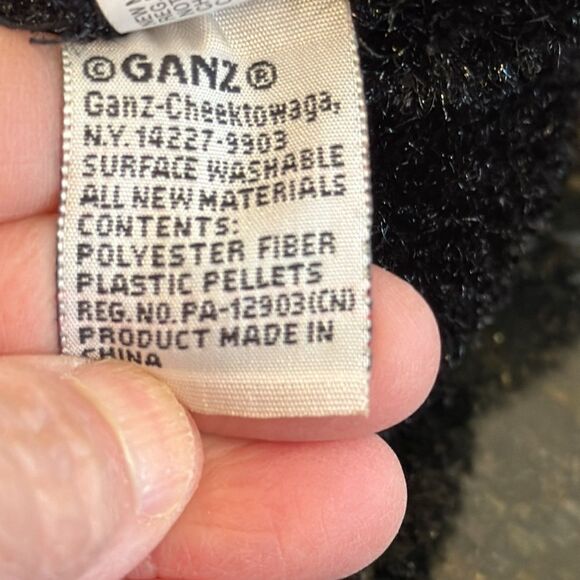 ©GANZ®
Ganz-Cheektowaga,
N.Y. 14227-9903
SURFACE WASHABLE
ALL NEW MATERIALS
CONTENTS:
POLYESTER FIBER
PLASTIC PELLETS
REG.NO.PA-12903(CN)
PRODUCT MADE IN
CHINA